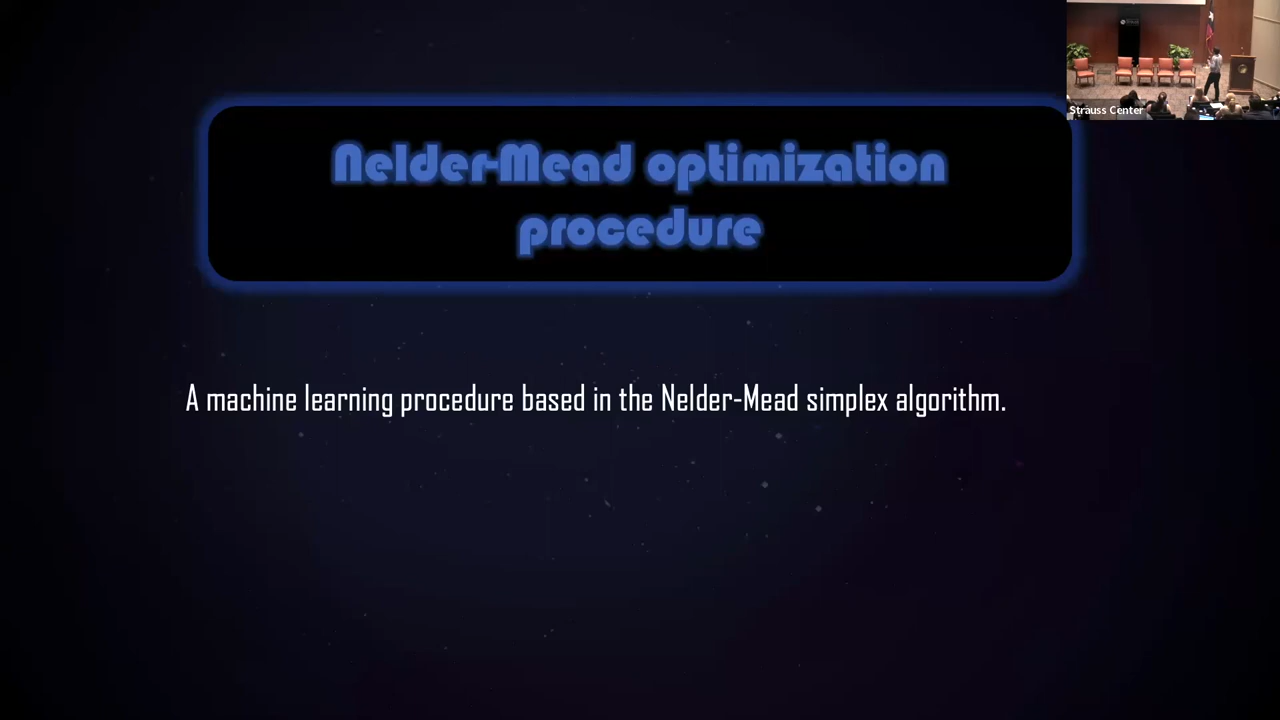 Strauss Center
Nelder-Mead optimization
procedure
A machine learning procedure based in the Nelder-Mead simplex algorithm.